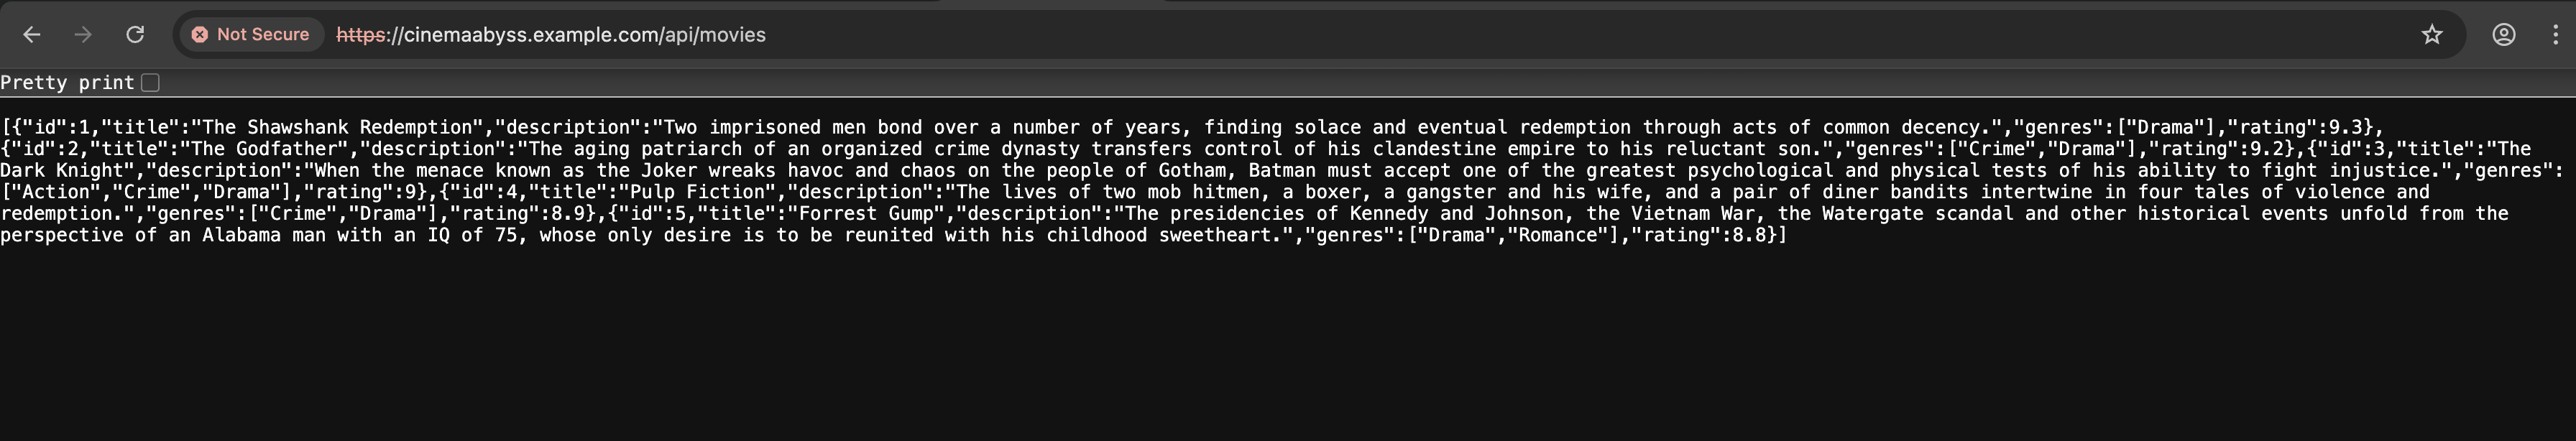 Not Secure https://cinemaabyss.example.com/api/movies
Pretty print
[{"id":1,"title":"The Shawshank Redemption","description":"Two imprisoned men bond over a number of years, finding solace and eventual redemption through acts of common decency.","genres":["Drama"],"rating":9.3},
{"id":2,"title":"The Godfather","description":"The aging patriarch of an organized crime dynasty transfers control of his clandestine empire to his reluctant son.","genres":["Crime","Drama"],"rating":9.2},{"id":3,"title":"The
Dark Knight","description":"When the menace known as the Joker wreaks havoc and chaos on the people of Gotham, Batman must accept one of the greatest psychological and physical tests of his ability to fight injustice.","genres":
["Action","Crime","Drama"],"rating":9},{"id":4,"title":"Pulp Fiction","description":"The lives of two mob hitmen, a boxer, a gangster and his wife, and a pair of diner bandits intertwine in four tales of violence and
redemption.","genres":["Crime","Drama"],"rating":8.9},{"id":5,"title":"Forrest Gump","description":"The presidencies of Kennedy and Johnson, the Vietnam War, the Watergate scandal and other historical events unfold from the
perspective of an Alabama man with an IQ of 75, whose only desire is to be reunited with his childhood sweetheart.","genres":["Drama","Romance"],"rating":8.8}]